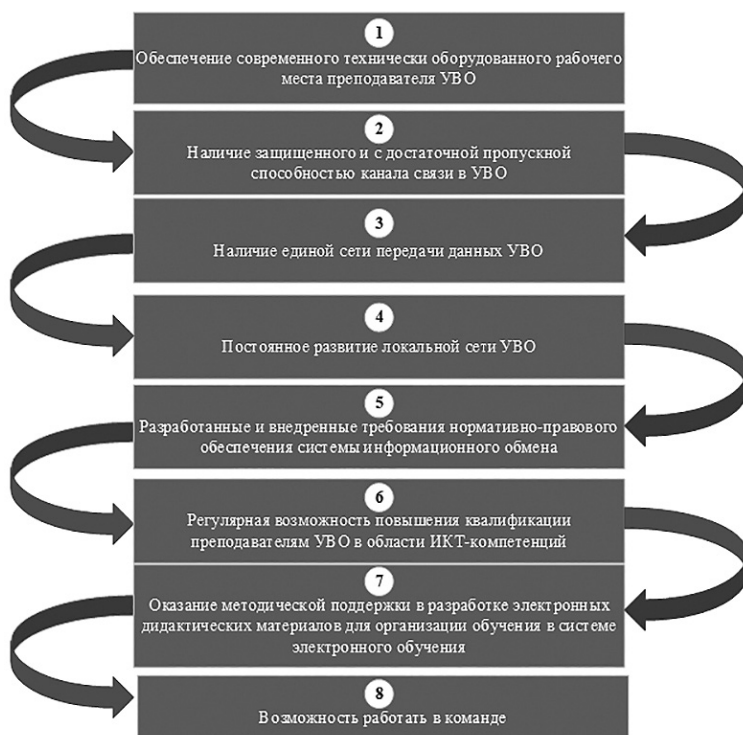 1
Обеспечение современного технически оборудованного рабочего
места преподавателя УВО
2
Наличие защищенного и с достаточной пропускной
способностью канала связи в УВО
3
Наличие единой сети передачи данных УВО
4
Постоянное развитие локальной сети УВО
5
Разработанные и внедренные требования нормативно-правового
обеспечения системы информационного обмена
6
Регулярная возможность повышения квалификации
преподавателям УВО в области ИКТ-компетенций
7
Оказание методической поддержки в разработке электронных
дидактических материалов для организации обучения в системе
электронного обучения
8
Возможность работать в команде